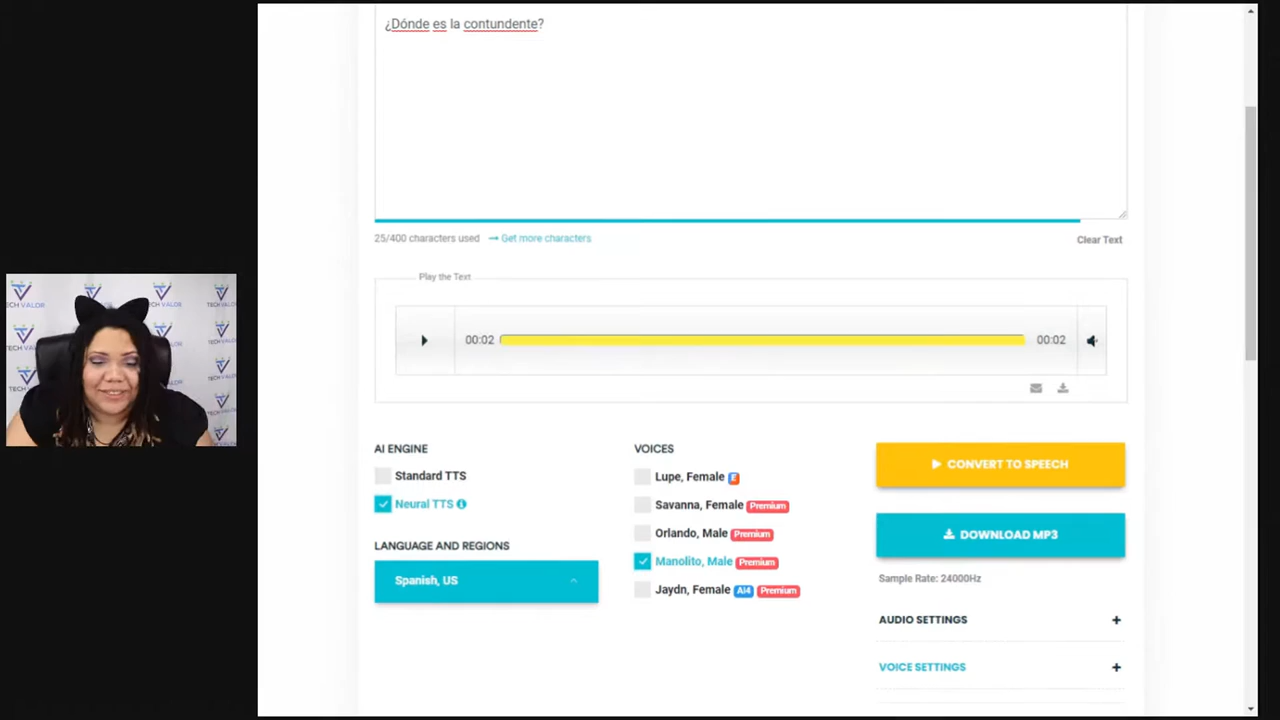 ¿Dónde es la contundente?
25/400 characters used → Get more characters
Clear Text
Play the Text
00:02
00:02
AI ENGINE
Standard TTS
Neural TTS
LANGUAGE AND REGIONS
Spanish, US
VOICES
Lupe, Female E
Savanna, Female Premium
Orlando, Male Premium
Manolito, Male Premium
Jaydn, Female AI4 Premium
CONVERT TO SPEECH
DOWNLOAD MP3
Sample Rate: 24000Hz
AUDIO SETTINGS +
VOICE SETTINGS +
TECH VALOR